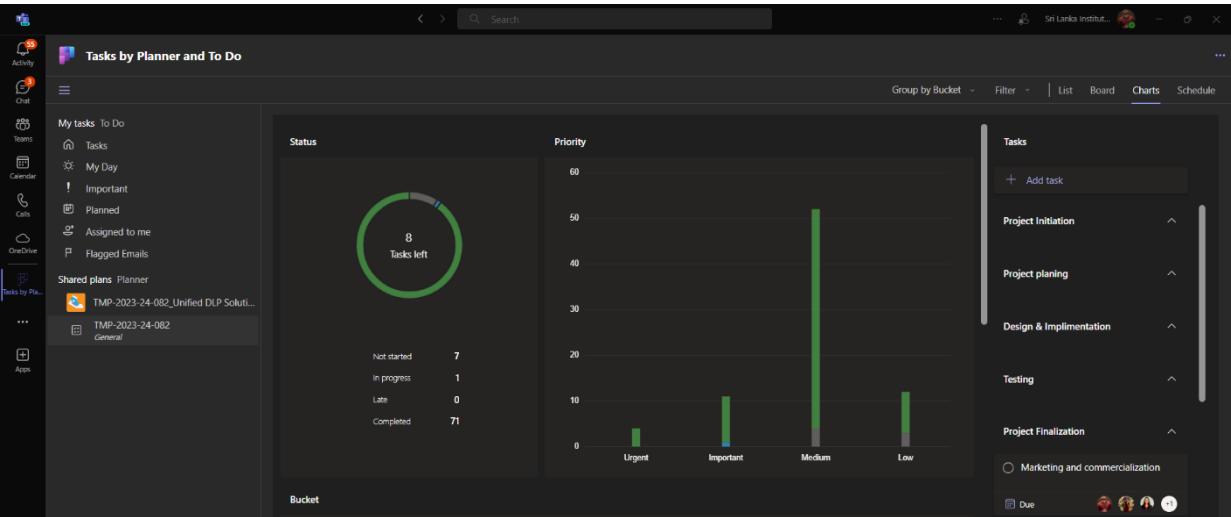 Search
Sri Lanka Institut...
55
Activity
3
Chat
Teams
Calendar
Calls
OneDrive
Tasks by Pla...
Apps
Tasks by Planner and To Do
Group by Bucket
Filter
List
Board
Charts
Schedule
My tasks To Do
Tasks
My Day
Important
Planned
Assigned to me
Flagged Emails
Shared plans Planner
TMP-2023-24-082_Unified DLP Soluti...
TMP-2023-24-082
General
Status
8
Tasks left
Not started 7
In progress 1
Late 0
Completed 71
Priority
60
50
40
30
20
10
0
Urgent Important Medium Low
Bucket
Tasks
+ Add task
Project Initiation
Project planing
Design & Implimentation
Testing
Project Finalization
Marketing and commercialization
Due
+1